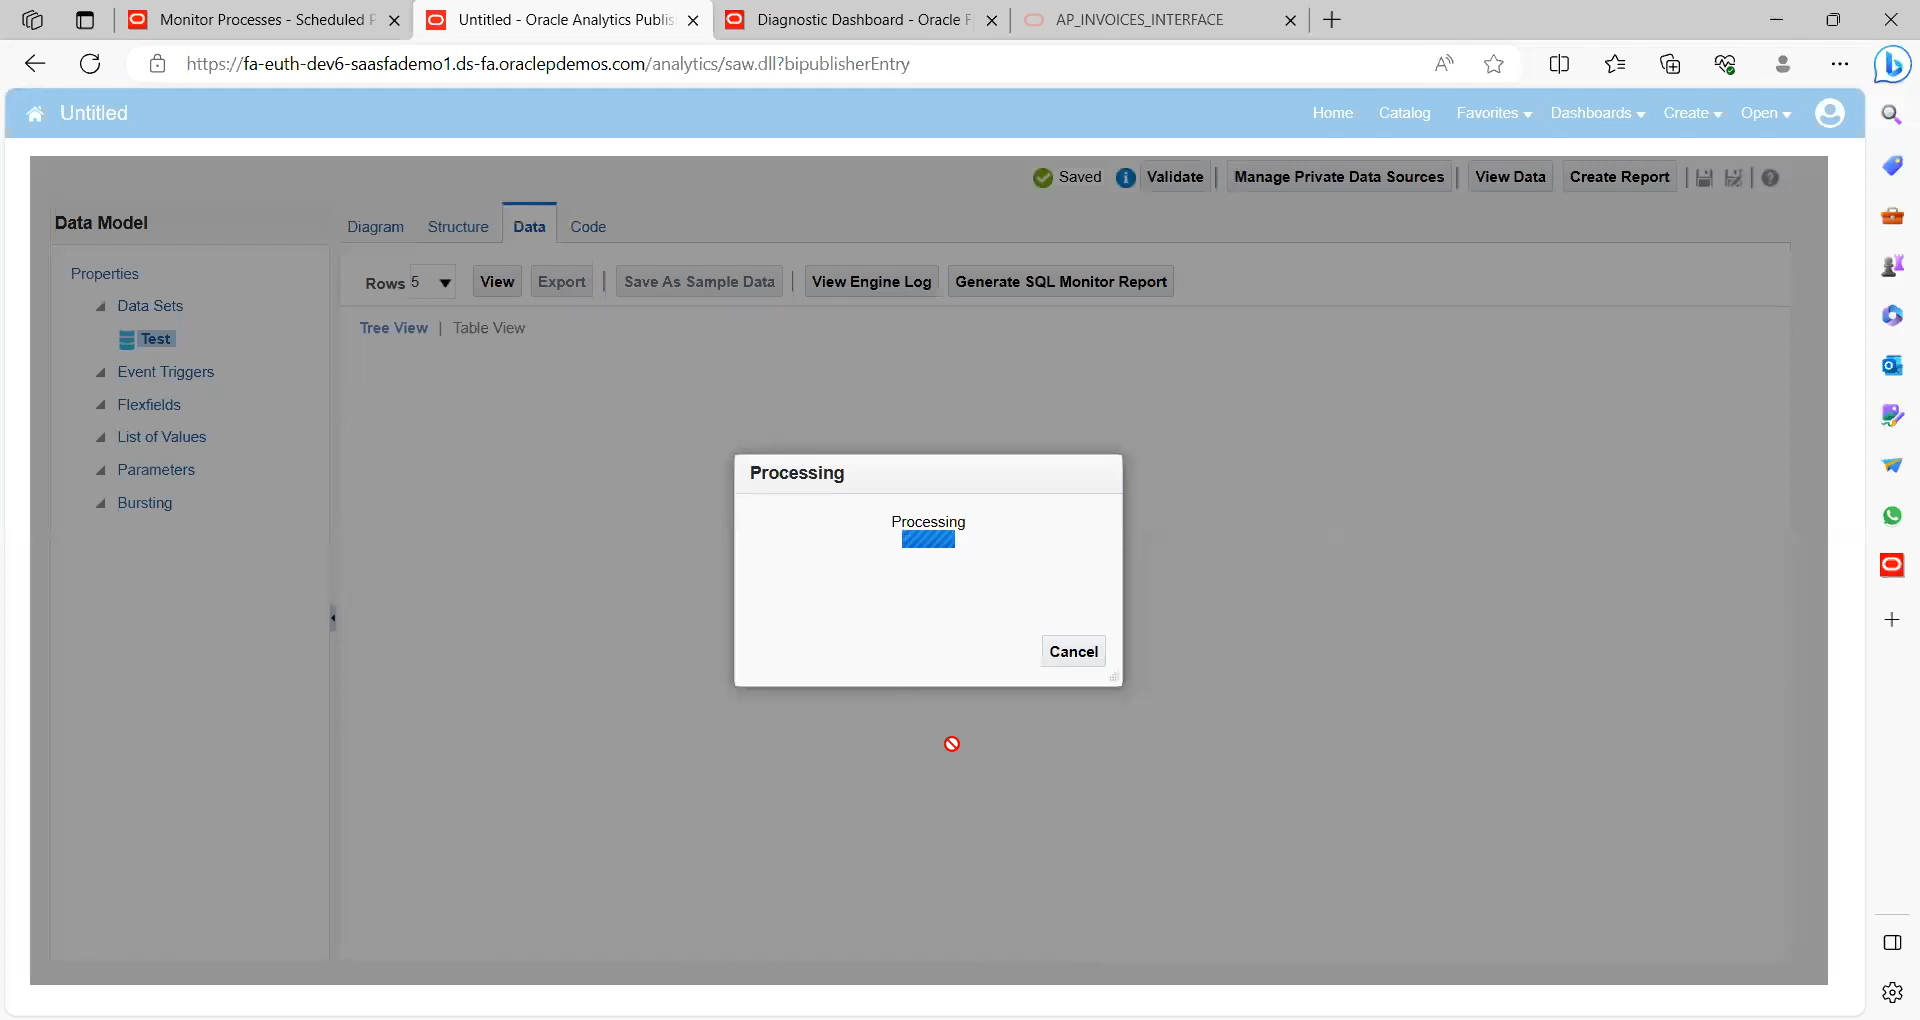 Monitor Processes - Scheduled P
Untitled - Oracle Analytics Publis
Diagnostic Dashboard - Oracle F
AP_INVOICES_INTERFACE
https://fa-euth-dev6-saasfademo1.ds-fa.oraclepdemos.com/analytics/saw.dll?bipublisherEntry
Untitled
Home Catalog Favorites Dashboards Create Open
Saved Validate Manage Private Data Sources View Data Create Report
Data Model
Diagram Structure Data Code
Properties
Rows 5 View Export Save As Sample Data View Engine Log Generate SQL Monitor Report
Data Sets
Tree View | Table View
Test
Event Triggers
Flexfields
List of Values
Parameters
Bursting
Processing
Processing
Cancel